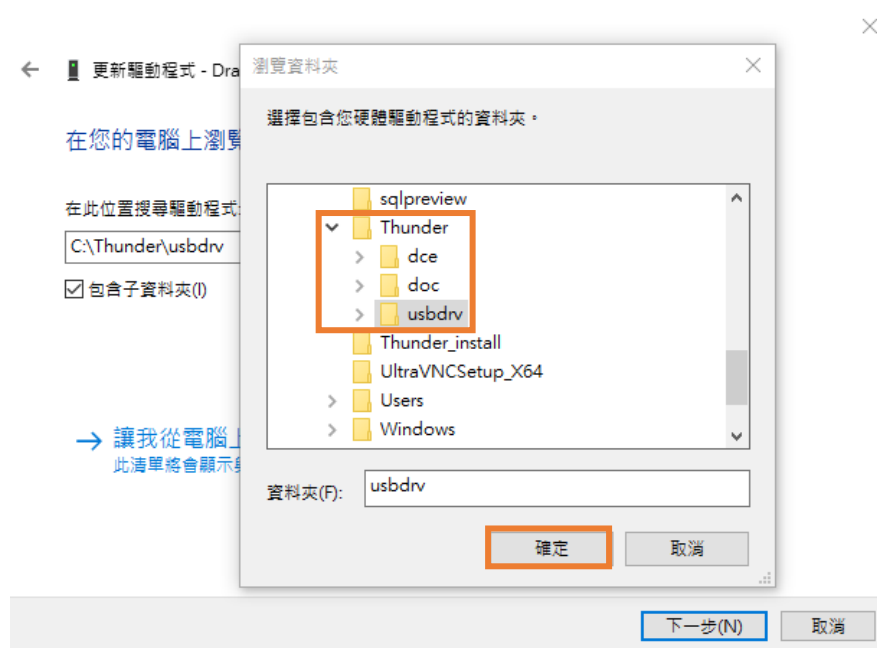 更新驅動程式 - Dra
瀏覽資料夾
選擇包含您硬體驅動程式的資料夾。
在您的電腦上瀏覽
在此位置搜尋驅動程式:
C:\Thunder\usbdrv
包含子資料夾(I)
sqlpreview
Thunder
dce
doc
usbdrv
Thunder_install
UltraVNCSetup_X64
Users
Windows
讓我從電腦上
此清單將會顯示與
資料夾(F):
usbdrv
確定
取消
下一步(N)
取消